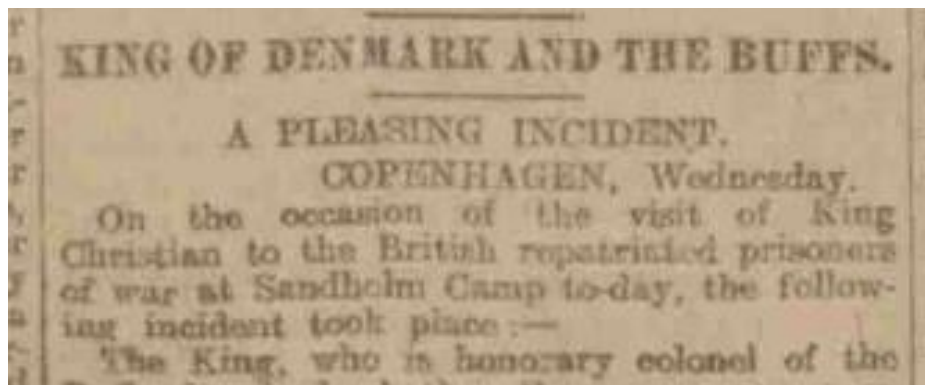 KING OF DENMARK AND THE BUFFS.
A PLEASING INCIDENT.
COPENHAGEN, Wednesday.
On the occasion of the visit of King
Christian to the British repatriated prisoners
of war at Sandholm Camp to-day, the follow-
ing incident took place:—
The King, who is honorary colonel of the